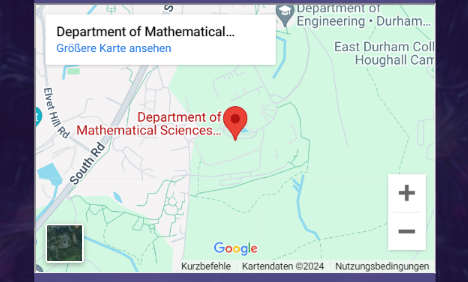 Department of Mathematical…
Größere Karte ansehen
Department of
Engineering • Durham…
East Durham Coll
Houghall Cam
Elvet Hill Rd
Department of
Mathematical Sciences…
South Rd
S
S
+
−
Google
Kurzbefehle Kartendaten ©2024 Nutzungsbedingungen